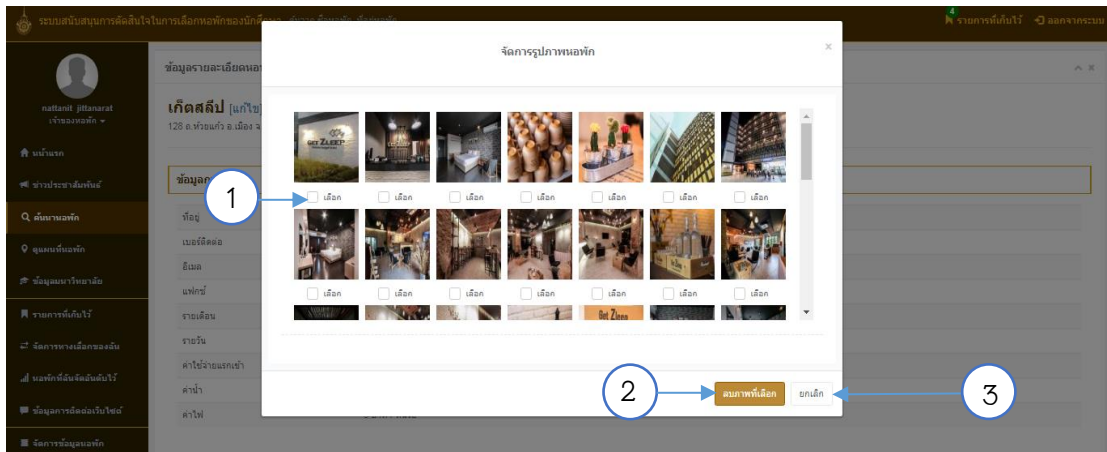 ระบบสนับสนุนการตัดสินใจในการเลือกหอพักของนักศึกษา
4
รายการที่เก็บไว้
ออกจากระบบ
nattanit jittanarat
เจ้าของหอพัก
หน้าแรก
ข่าวประชาสัมพันธ์
ค้นหาหอพัก
ดูแผนที่หอพัก
ข้อมูลมหาวิทยาลัย
รายการที่เก็บไว้
จัดการทางเลือกของฉัน
หอพักที่ฉันจัดอันดับไว้
ข้อมูลการติดต่อเว็บไซต์
จัดการข้อมูลหอพัก
ข้อมูลรายละเอียดหอ
เก็ตสลีป [แก้ไข]
128 ถ.ห้วยแก้ว อ.เมือง จ
ข้อมูล
ที่อยู่
เบอร์ติดต่อ
อีเมล
แฟกซ์
รายเดือน
รายวัน
ค่าใช้จ่ายแรกเข้า
ค่าน้ำ
ค่าไฟ
จัดการรูปภาพหอพัก
×
GET ZLEEP
1
เลือก เลือก เลือก เลือก เลือก เลือก เลือก
เลือก เลือก เลือก เลือก เลือก เลือก เลือก
Get Zleep
2
ลบภาพที่เลือก
ยกเลิก
3